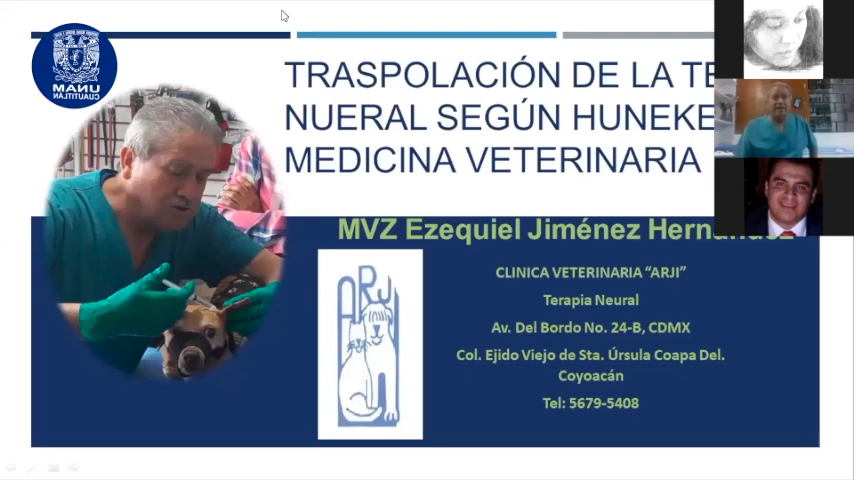 UNAM
CUAUTITLÁN
TRASPOLACIÓN DE LA TE
NUERAL SEGÚN HUNEKE
MEDICINA VETERINARIA
MVZ Ezequiel Jiménez Hernández
ARJI
CLINICA VETERINARIA “ARJI”
Terapia Neural
Av. Del Bordo No. 24-B, CDMX
Col. Ejido Viejo de Sta. Úrsula Coapa Del.
Coyoacán
Tel: 5679-5408